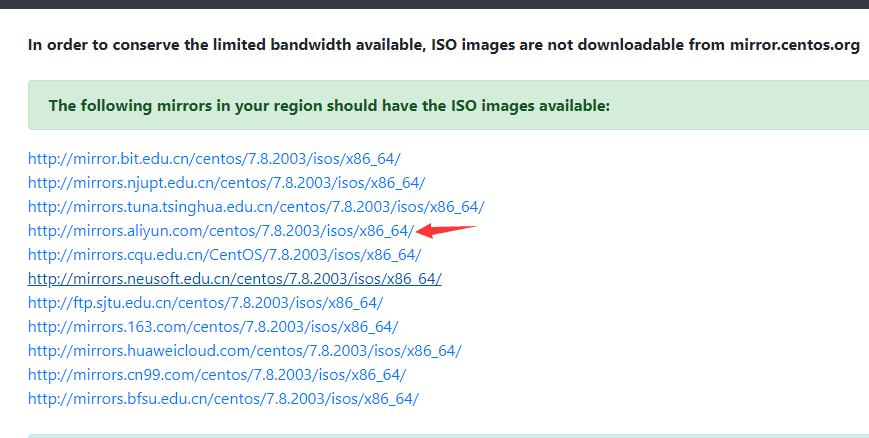 In order to conserve the limited bandwidth available, ISO images are not downloadable from mirror.centos.org
The following mirrors in your region should have the ISO images available:
http://mirror.bit.edu.cn/centos/7.8.2003/isos/x86_64/
http://mirrors.njupt.edu.cn/centos/7.8.2003/isos/x86_64/
http://mirrors.tuna.tsinghua.edu.cn/centos/7.8.2003/isos/x86_64/
http://mirrors.aliyun.com/centos/7.8.2003/isos/x86_64/
http://mirrors.cqu.edu.cn/CentOS/7.8.2003/isos/x86_64/
http://mirrors.neusoft.edu.cn/centos/7.8.2003/isos/x86_64/
http://ftp.sjtu.edu.cn/centos/7.8.2003/isos/x86_64/
http://mirrors.163.com/centos/7.8.2003/isos/x86_64/
http://mirrors.huaweicloud.com/centos/7.8.2003/isos/x86_64/
http://mirrors.cn99.com/centos/7.8.2003/isos/x86_64/
http://mirrors.bfsu.edu.cn/centos/7.8.2003/isos/x86_64/